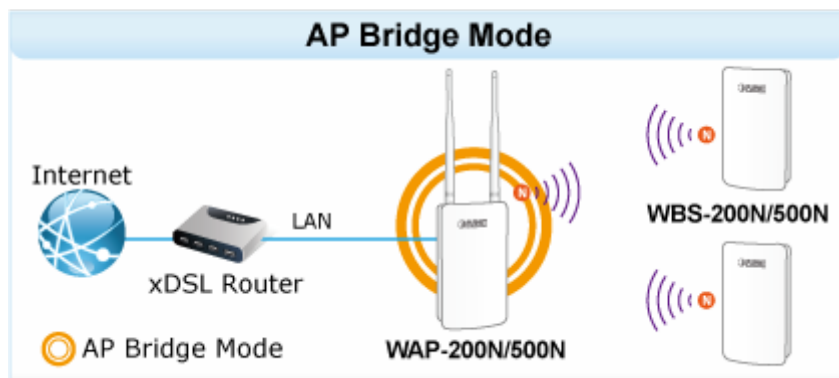 AP Bridge Mode
Internet
LAN
xDSL Router
AP Bridge Mode
WAP-200N/500N
N
N
WBS-200N/500N
N